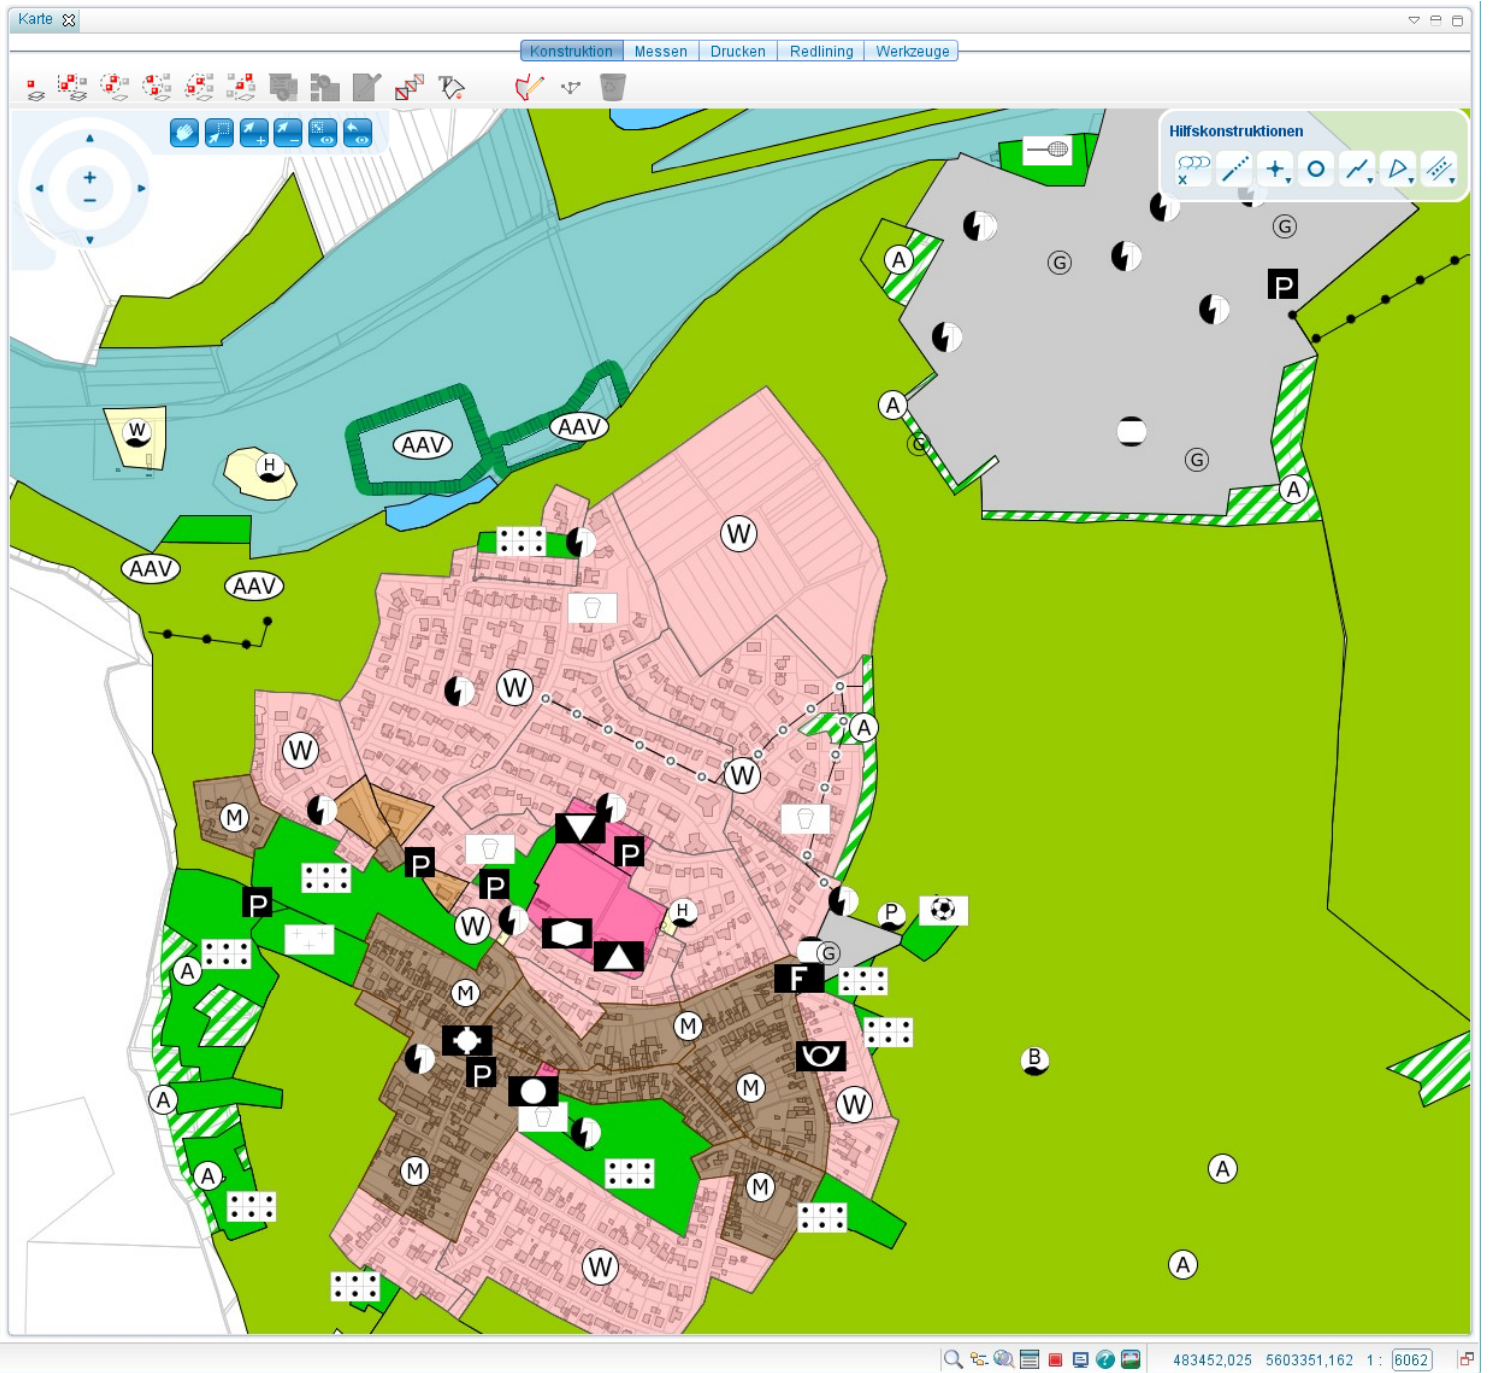 Karte
Konstruktion Messen Drucken Redlining Werkzeuge
Hilfskonstruktionen
x
A
G
G
P
W
H
AAV
AAV
A
G
G
A
W
AAV
AAV
W
A
W
W
M
P
P
P
P
W
H
P
A
G
F
M
M
P
B
M
W
A
M
A
A
M
W
A
483452,025 5603351,162 1 : 6062